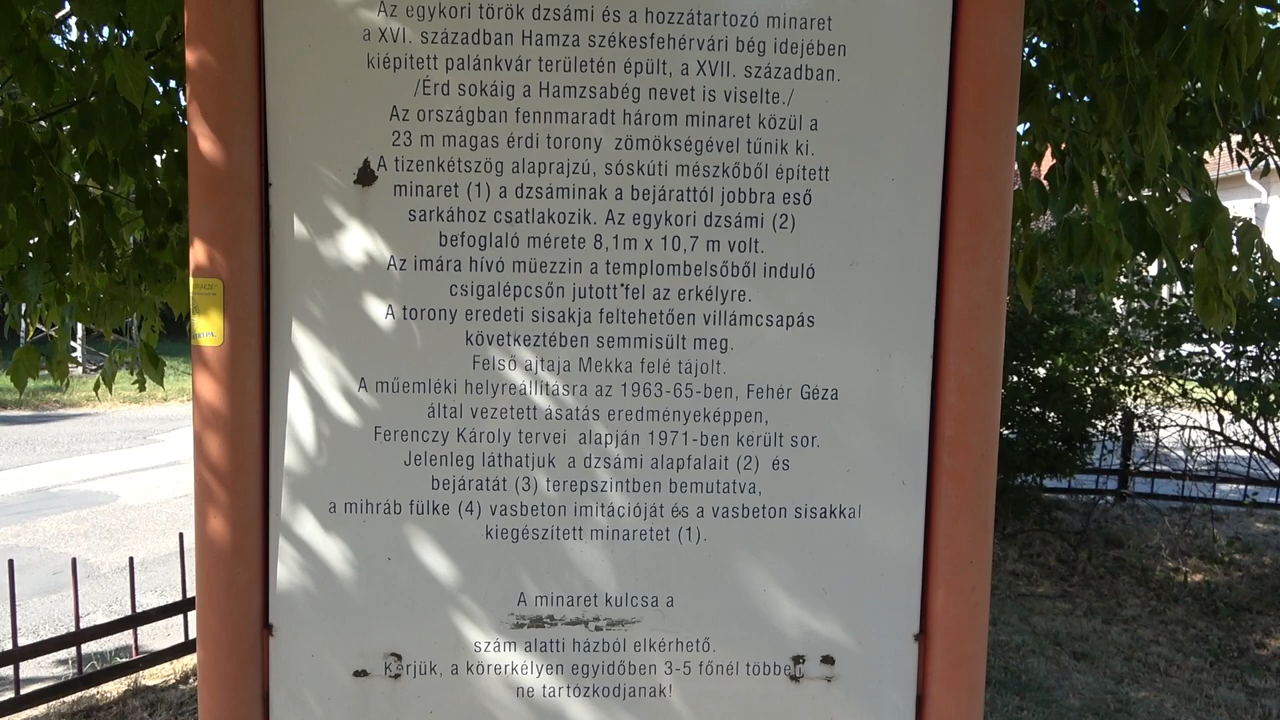 Az egykori török dzsámi és a hozzátartozó minaret
a XVI. században Hamza székesfehérvári bég idejében
kiépített palánkvár területén épült, a XVII. században.
/Érd sokáig a Hamzsabég nevet is viselte./
Az országban fennmaradt három minaret közül a
23 m magas érdi torony zömökségével tűnik ki.
A tizenkétszög alaprajzú, sóskúti mészkőből épített
minaret (1) a dzsáminak a bejárattól jobbra eső
sarkához csatlakozik. Az egykori dzsámi (2)
befoglaló mérete 8,1m x 10,7 m volt.
Az imára hívó müezzin a templombelsőből induló
csigalépcsőn jutott fel az erkélyre.
A torony eredeti sisakja feltehetően villámcsapás
következtében semmisült meg.
Felső ajtaja Mekka felé tájolt.
A műemléki helyreállításra az 1963-65-ben, Fehér Géza
által vezetett ásatás eredményeképpen,
Ferenczy Károly tervei alapján 1971-ben került sor.
Jelenleg láthatjuk a dzsámi alapfalait (2) és
bejáratát (3) terepszintben bemutatva,
a mihráb fülke (4) vasbeton imitációját és a vasbeton sisakkal
kiegészített minaretet (1).
A minaret kulcsa a
szám alatti házból elkérhető.
Kérjük, a körerkélyen egyidőben 3-5 főnél többen
ne tartózkodjanak!